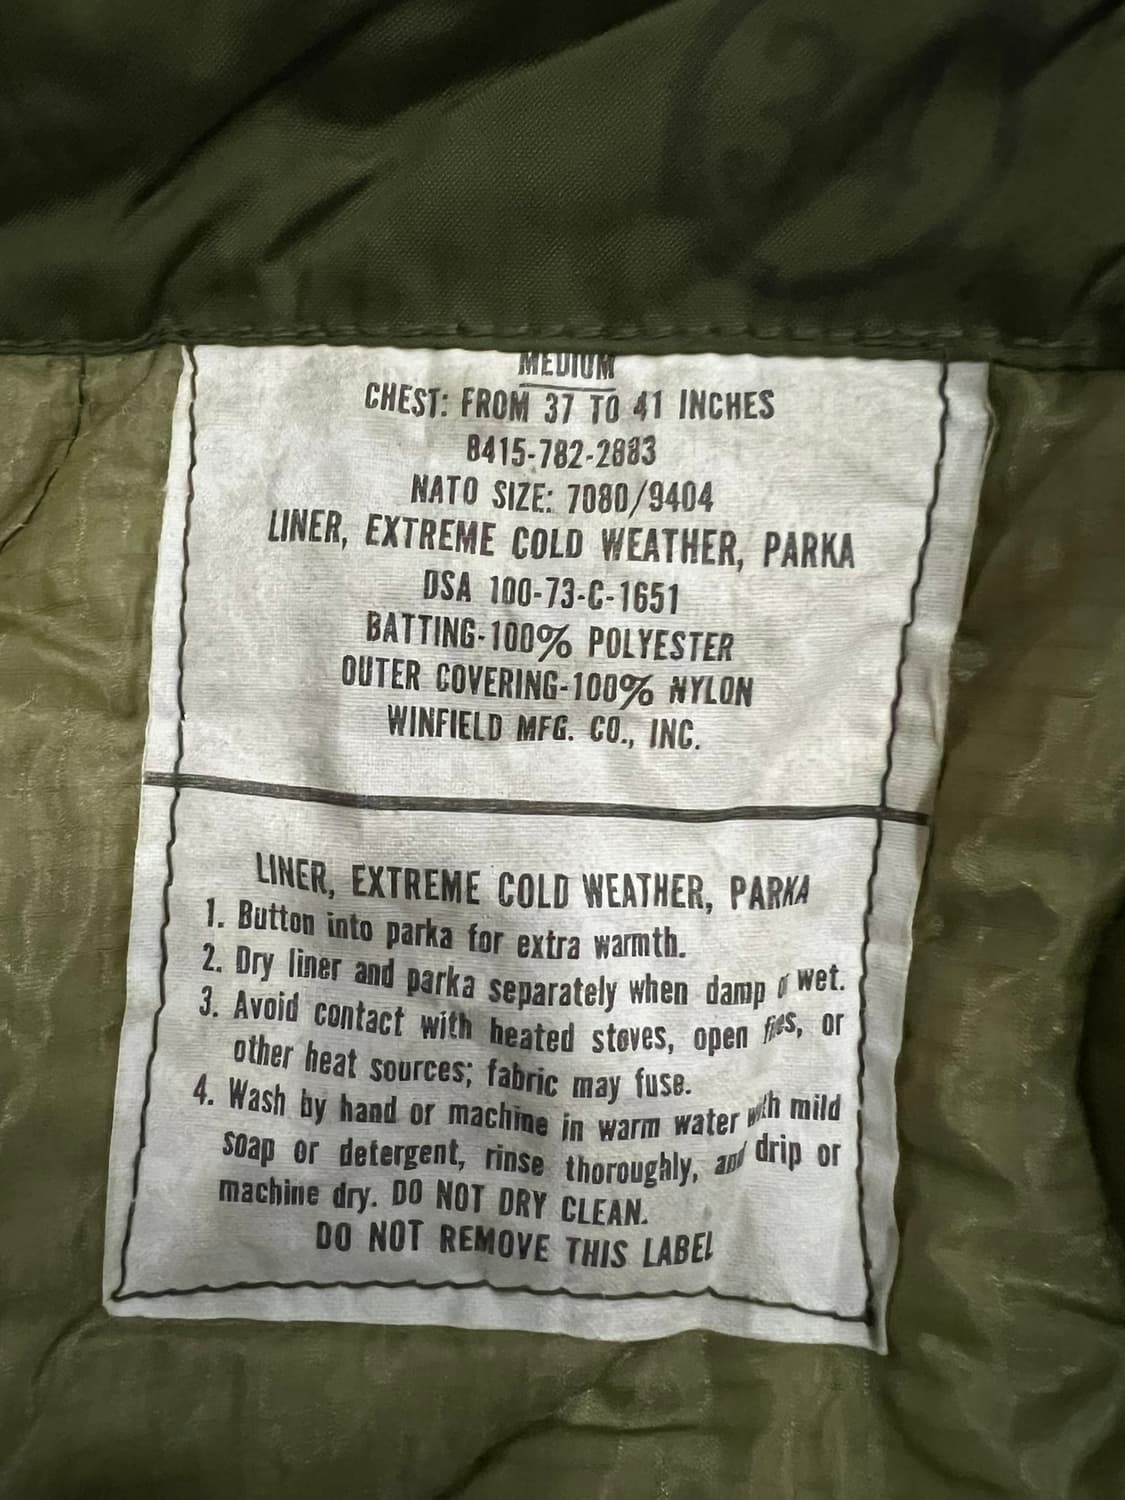 MEDIUM
CHEST: FROM 37 TO 41 INCHES
8415-782-2883
NATO SIZE: 7080/9404
LINER, EXTREME COLD WEATHER, PARKA
DSA 100-73-C-1651
BATTING-100% POLYESTER
OUTER COVERING-100% NYLON
WINFIELD MFG. CO., INC.
LINER, EXTREME COLD WEATHER, PARKA
1. Button into parka for extra warmth.
2. Dry liner and parka separately when damp or wet.
3. Avoid contact with heated stoves, open fires, or
other heat sources; fabric may fuse.
4. Wash by hand or machine in warm water with mild
soap or detergent, rinse thoroughly, and drip or
machine dry. DO NOT DRY CLEAN.
DO NOT REMOVE THIS LABEL